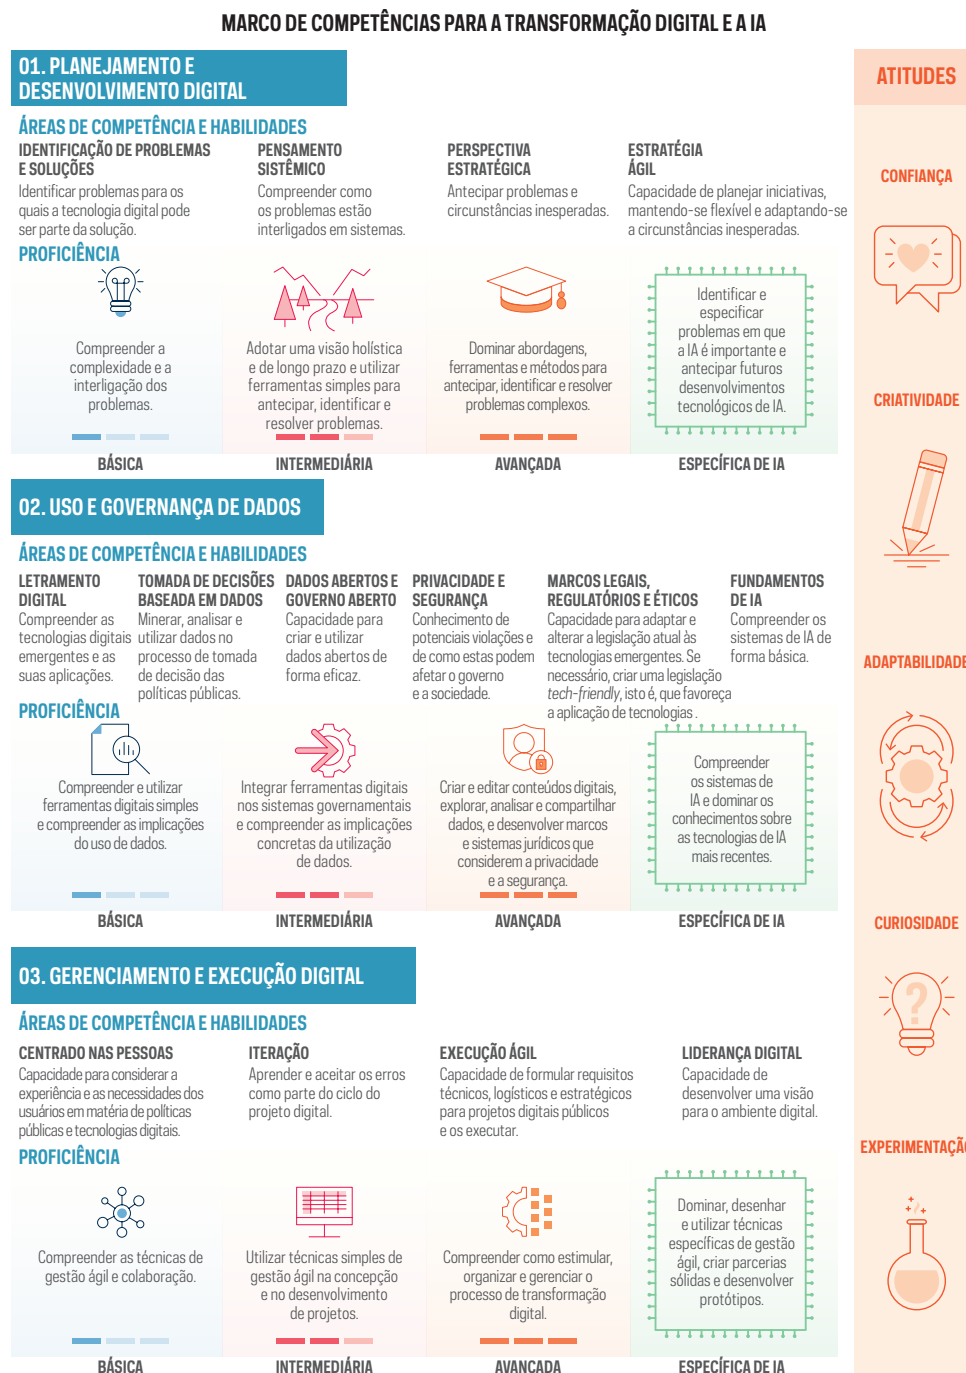 MARCO DE COMPETÊNCIAS PARA A TRANSFORMAÇÃO DIGITAL E A IA
01. PLANEJAMENTO E
DESENVOLVIMENTO DIGITAL
ÁREAS DE COMPETÊNCIA E HABILIDADES
IDENTIFICAÇÃO DE PROBLEMAS
E SOLUÇÕES
Identificar problemas para os
quais a tecnologia digital pode
ser parte da solução.
PENSAMENTO
SISTÊMICO
Compreender como
os problemas estão
interligados em sistemas.
PERSPECTIVA
ESTRATÉGICA
Antecipar problemas e
circunstâncias inesperadas.
ESTRATÉGIA
ÁGIL
Capacidade de planejar iniciativas,
mantendo-se flexível e adaptando-se
a circunstâncias inesperadas.
PROFICIÊNCIA
Compreender a
complexidade e a
interligação dos
problemas.
BÁSICA
Adotar uma visão holística
e de longo prazo e utilizar
ferramentas simples para
antecipar, identificar e
resolver problemas.
INTERMEDIÁRIA
Dominar abordagens,
ferramentas e métodos para
antecipar, identificar e resolver
problemas complexos.
AVANÇADA
Identificar e
especificar
problemas em que
a IA é importante e
antecipar futuros
desenvolvimentos
tecnológicos de IA.
ESPECÍFICA DE IA
02. USO E GOVERNANÇA DE DADOS
ÁREAS DE COMPETÊNCIA E HABILIDADES
LETRAMENTO
DIGITAL
Compreender as
tecnologias digitais
emergentes e as
suas aplicações.
TOMADA DE DECISÕES
BASEADA EM DADOS
Minerar, analisar e
utilizar dados no
processo de tomada
de decisão das
políticas públicas.
DADOS ABERTOS E
GOVERNO ABERTO
Capacidade para
criar e utilizar
dados abertos de
forma eficaz.
PRIVACIDADE E
SEGURANÇA
Conhecimento de
potenciais violações e
de como estas podem
afetar o governo
e a sociedade.
MARCOS LEGAIS,
REGULATÓRIOS E ÉTICOS
Capacidade para adaptar e
alterar a legislação atual às
tecnologias emergentes. Se
necessário, criar uma legislação
tech-friendly, isto é, que favoreça
a aplicação de tecnologias .
FUNDAMENTOS
DE IA
Compreender os
sistemas de IA de
forma básica.
PROFICIÊNCIA
Compreender e utilizar
ferramentas digitais simples
e compreender as implicações
do uso de dados.
BÁSICA
Integrar ferramentas digitais
nos sistemas governamentais
e compreender as implicações
concretas da utilização
de dados.
INTERMEDIÁRIA
Criar e editar conteúdos digitais,
explorar, analisar e compartilhar
dados, e desenvolver marcos
e sistemas jurídicos que
considerem a privacidade
e a segurança.
AVANÇADA
Compreender
os sistemas de
IA e dominar os
conhecimentos sobre
as tecnologias de IA
mais recentes.
ESPECÍFICA DE IA
03. GERENCIAMENTO E EXECUÇÃO DIGITAL
ÁREAS DE COMPETÊNCIA E HABILIDADES
CENTRADO NAS PESSOAS
Capacidade para considerar a
experiência e as necessidades dos
usuários em matéria de políticas
públicas e tecnologias digitais.
ITERAÇÃO
Aprender e aceitar os erros
como parte do ciclo do
projeto digital.
EXECUÇÃO ÁGIL
Capacidade de formular requisitos
técnicos, logísticos e estratégicos
para projetos digitais públicos
e os executar.
LIDERANÇA DIGITAL
Capacidade de
desenvolver uma visão
para o ambiente digital.
PROFICIÊNCIA
Compreender as técnicas de
gestão ágil e colaboração.
BÁSICA
Utilizar técnicas simples de
gestão ágil na concepção
e no desenvolvimento
de projetos.
INTERMEDIÁRIA
Compreender como estimular,
organizar e gerenciar o
processo de transformação
digital.
AVANÇADA
Dominar, desenhar
e utilizar técnicas
específicas de gestão
ágil, criar parcerias
sólidas e desenvolver
protótipos.
ESPECÍFICA DE IA
ATITUDES
CONFIANÇA
CRIATIVIDADE
ADAPTABILIDADE
CURIOSIDADE
?
EXPERIMENTAÇÃO